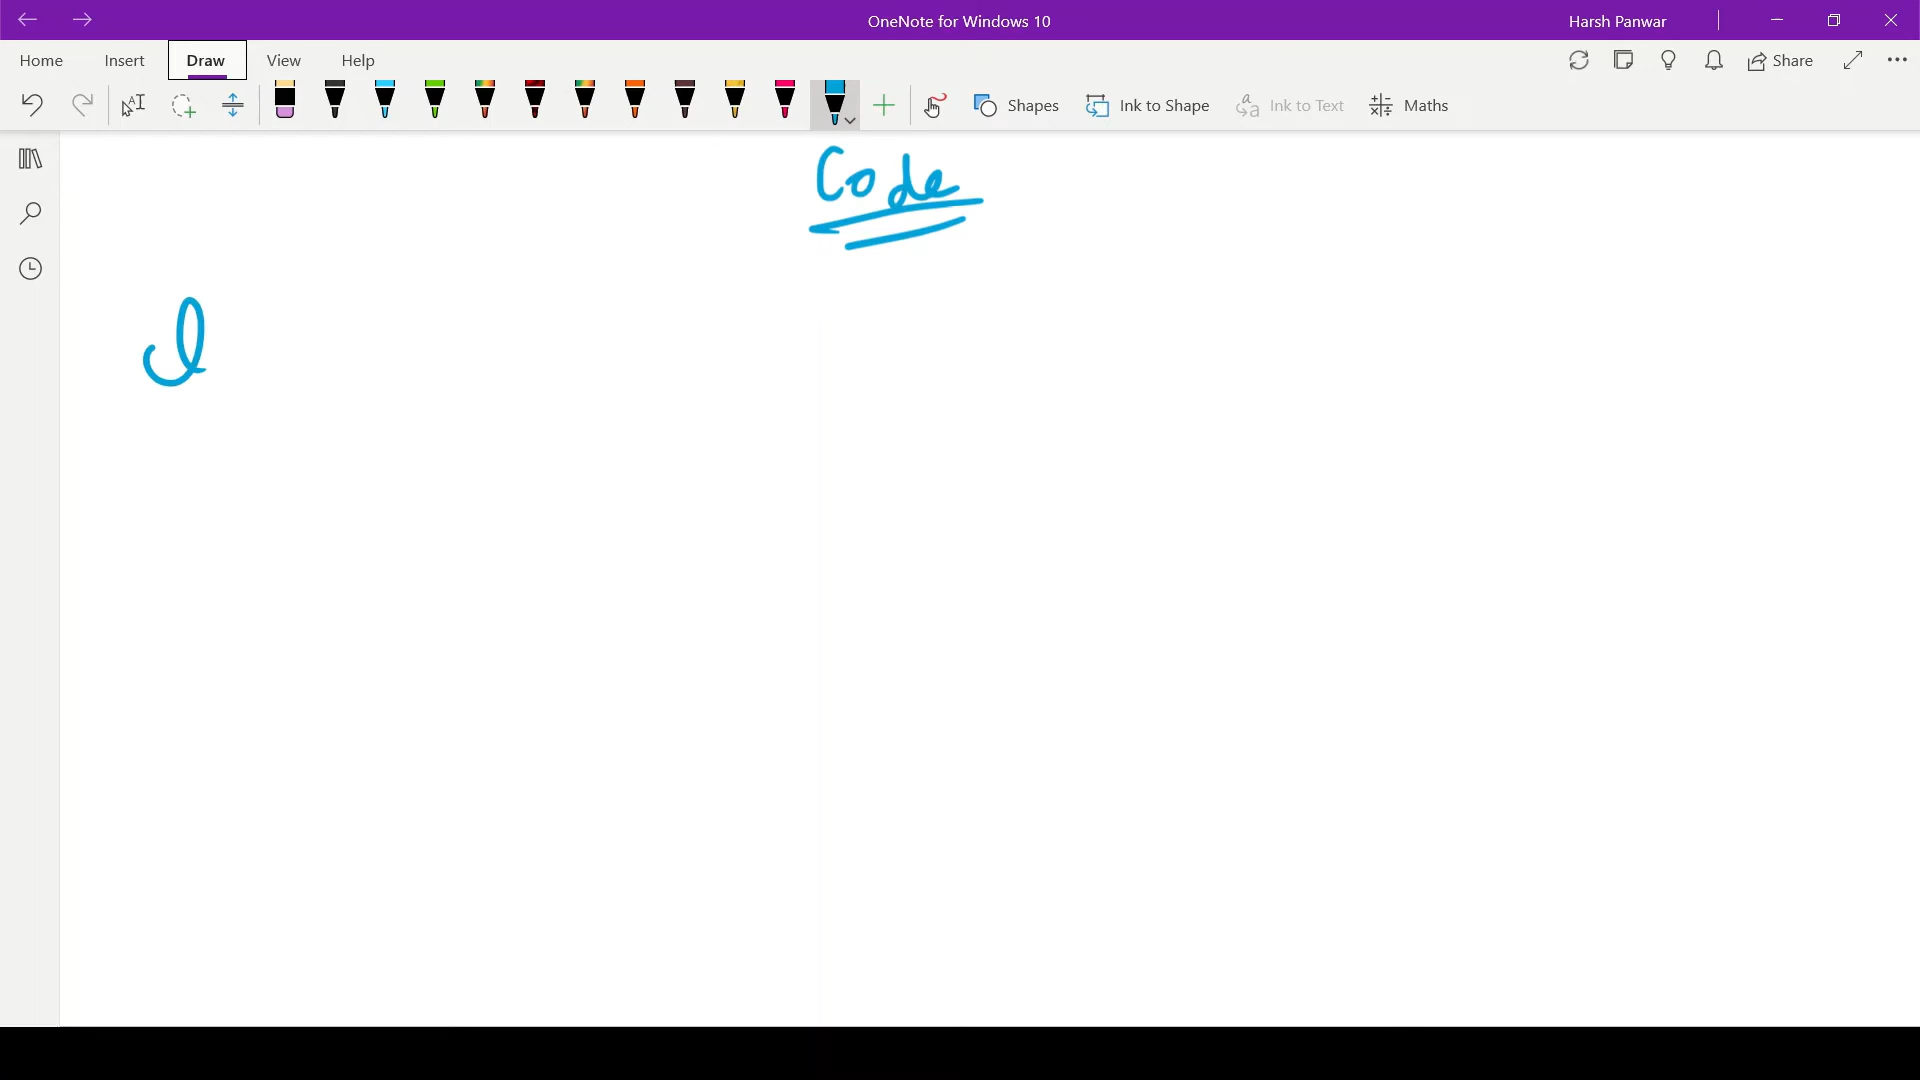 OneNote for Windows 10 Harsh Panwar
Home Insert Draw View Help Share
Shapes Ink to Shape Ink to Text Maths
Code
I